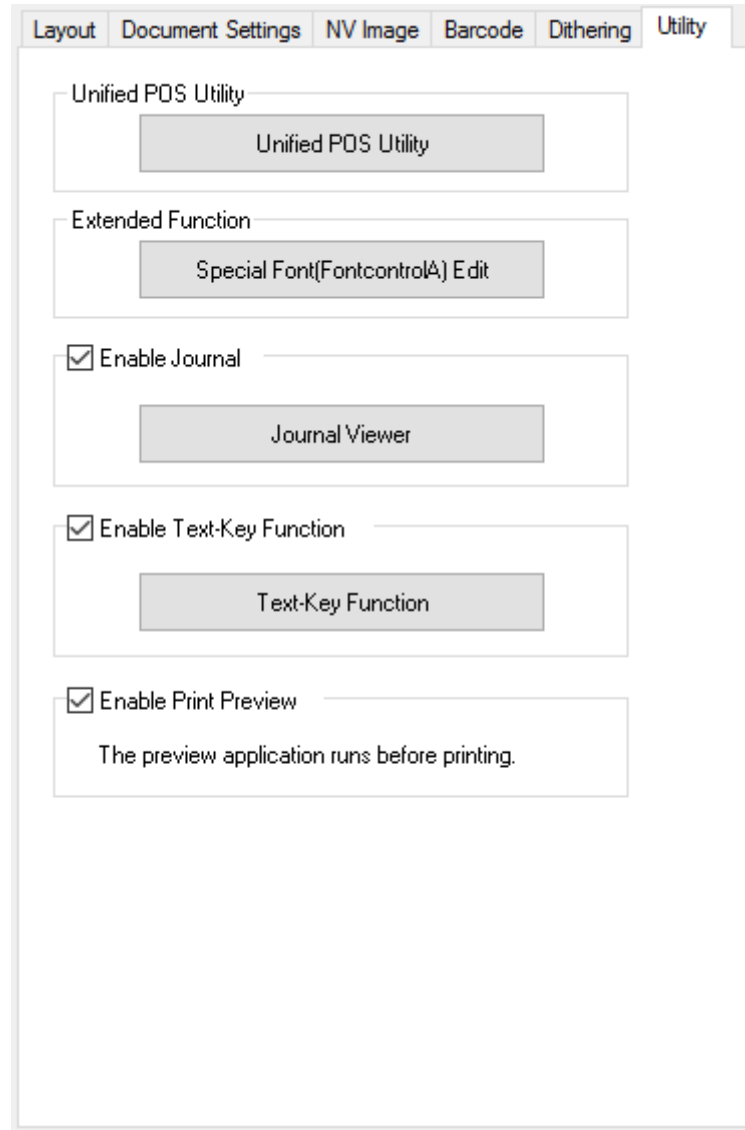 Layout Document Settings NV Image Barcode Dithering Utility
Unified POS Utility
Unified POS Utility
Extended Function
Special Font(FontcontrolA) Edit
Enable Journal
Journal Viewer
Enable Text-Key Function
Text-Key Function
Enable Print Preview
The preview application runs before printing.